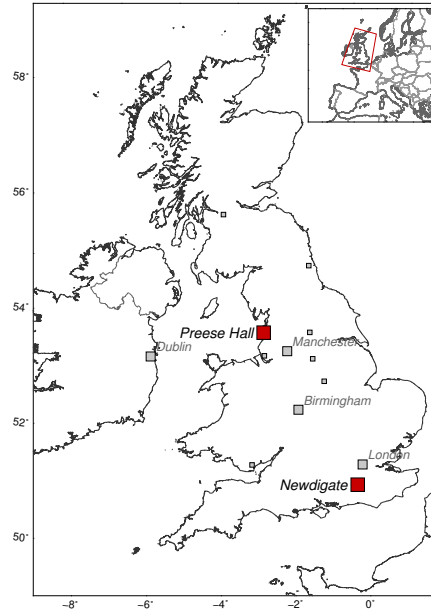 58˚
56˚
54˚
Preese Hall
Manchester
Dublin
52˚
Birmingham
London
Newdigate
50˚
−8˚
−6˚
−4˚
−2˚
0˚